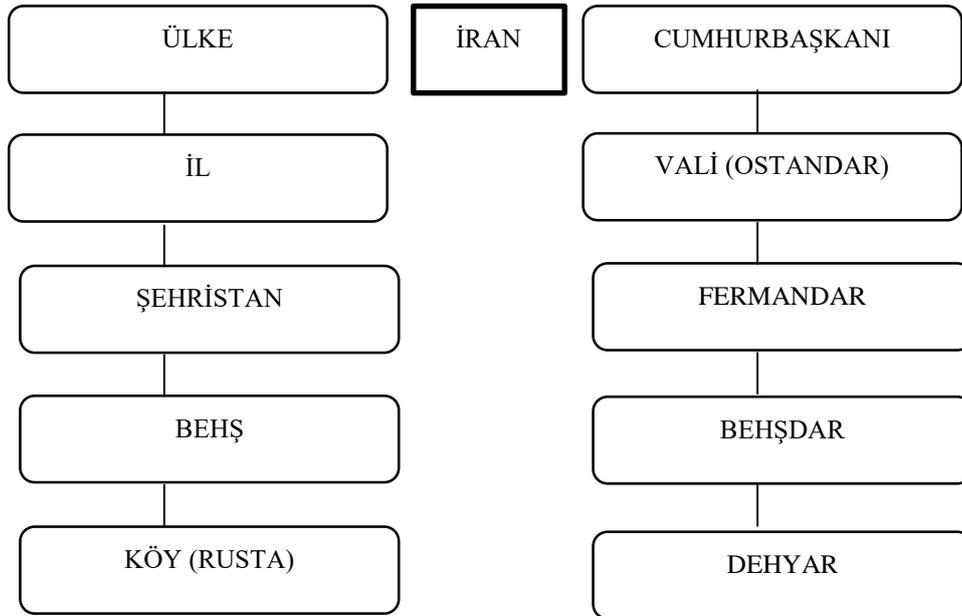 ÜLKE
İRAN
CUMHURBAŞKANI
İL
VALİ (OSTANDAR)
ŞEHRİSTAN
FERMANDAR
BEHŞ
BEHŞDAR
KÖY (RUSTA)
DEHYAR